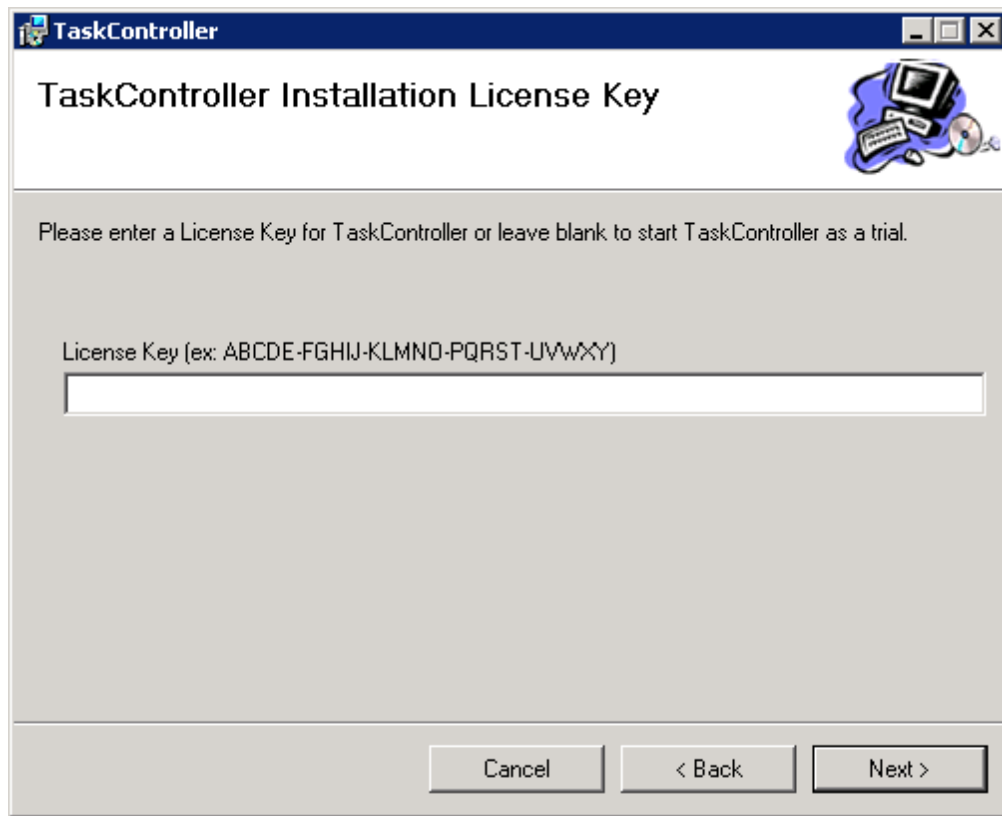 TaskController
TaskController Installation License Key
Please enter a License Key for TaskController or leave blank to start TaskController as a trial.
License Key (ex: ABCDE-FGHIJ-KLMNO-PQRST-UVWXY)
Cancel
< Back
Next >